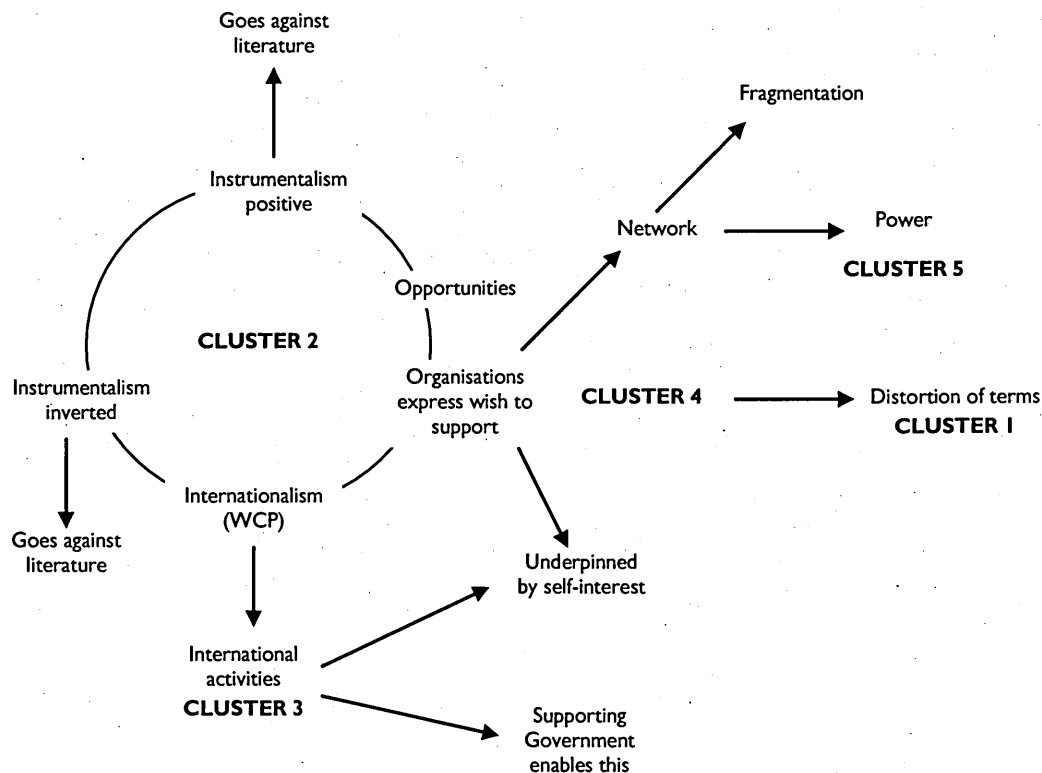 Goes against
literature
Fragmentation
Instrumentalism
positive
Network
Power
CLUSTER 5
Opportunities
CLUSTER 2
Organisations
express wish to
support
CLUSTER 4
Distortion of terms
CLUSTER 1
Instrumentalism
inverted
Internationalism
(WCP)
Goes against
literature
Underpinned
by self-interest
International
activities
CLUSTER 3
Supporting
Government
enables this